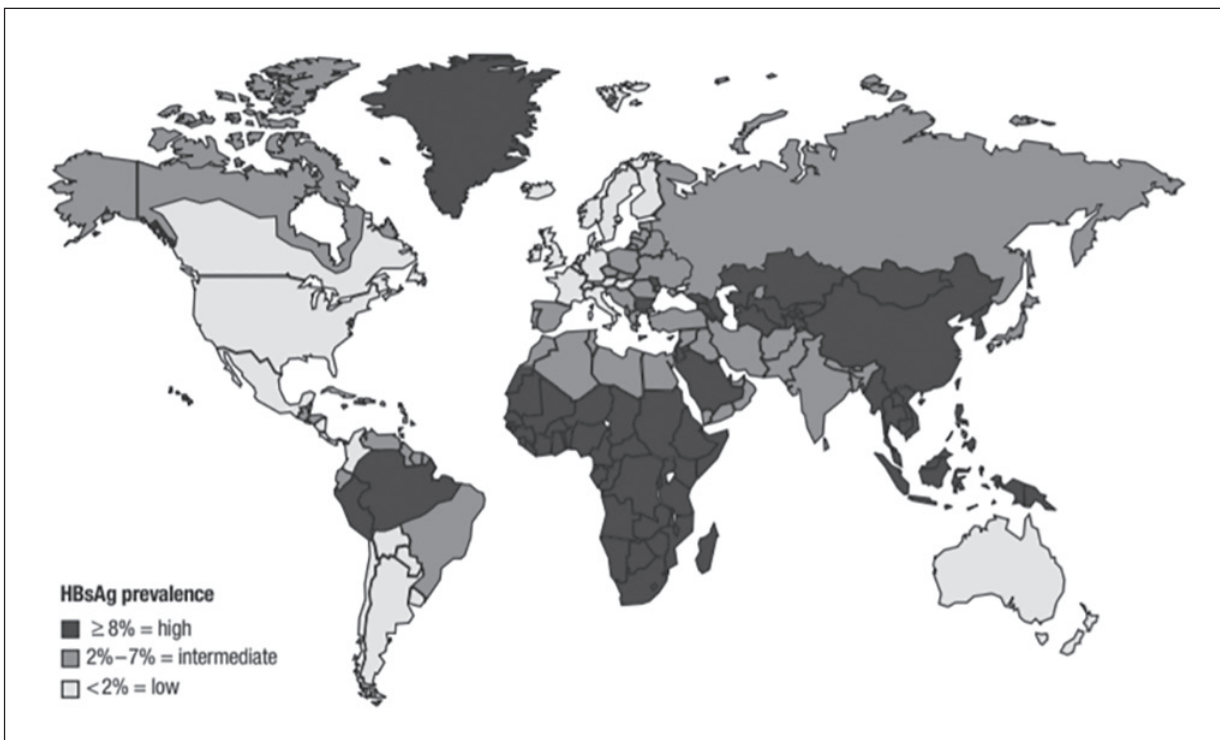 HBsAg prevalence
≥ 8% = high
2%–7% = intermediate
<2% = low